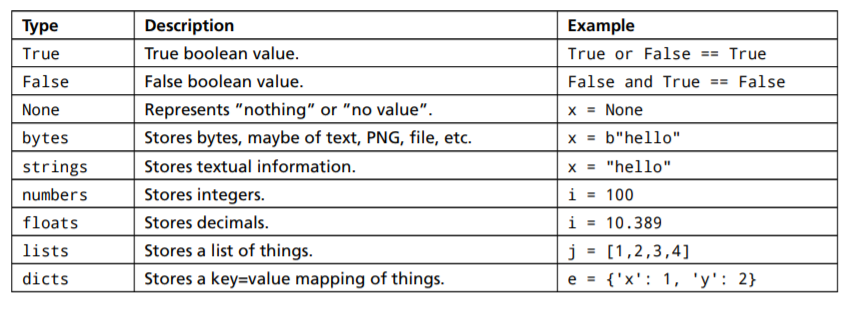 Type Description Example
True True boolean value. True or False == True
False False boolean value. False and True == False
None Represents ”nothing” or ”no value”. x = None
bytes Stores bytes, maybe of text, PNG, file, etc. x = b"hello"
strings Stores textual information. x = "hello"
numbers Stores integers. i = 100
floats Stores decimals. i = 10.389
lists Stores a list of things. j = [1,2,3,4]
dicts Stores a key=value mapping of things. e = {'x': 1, 'y': 2}